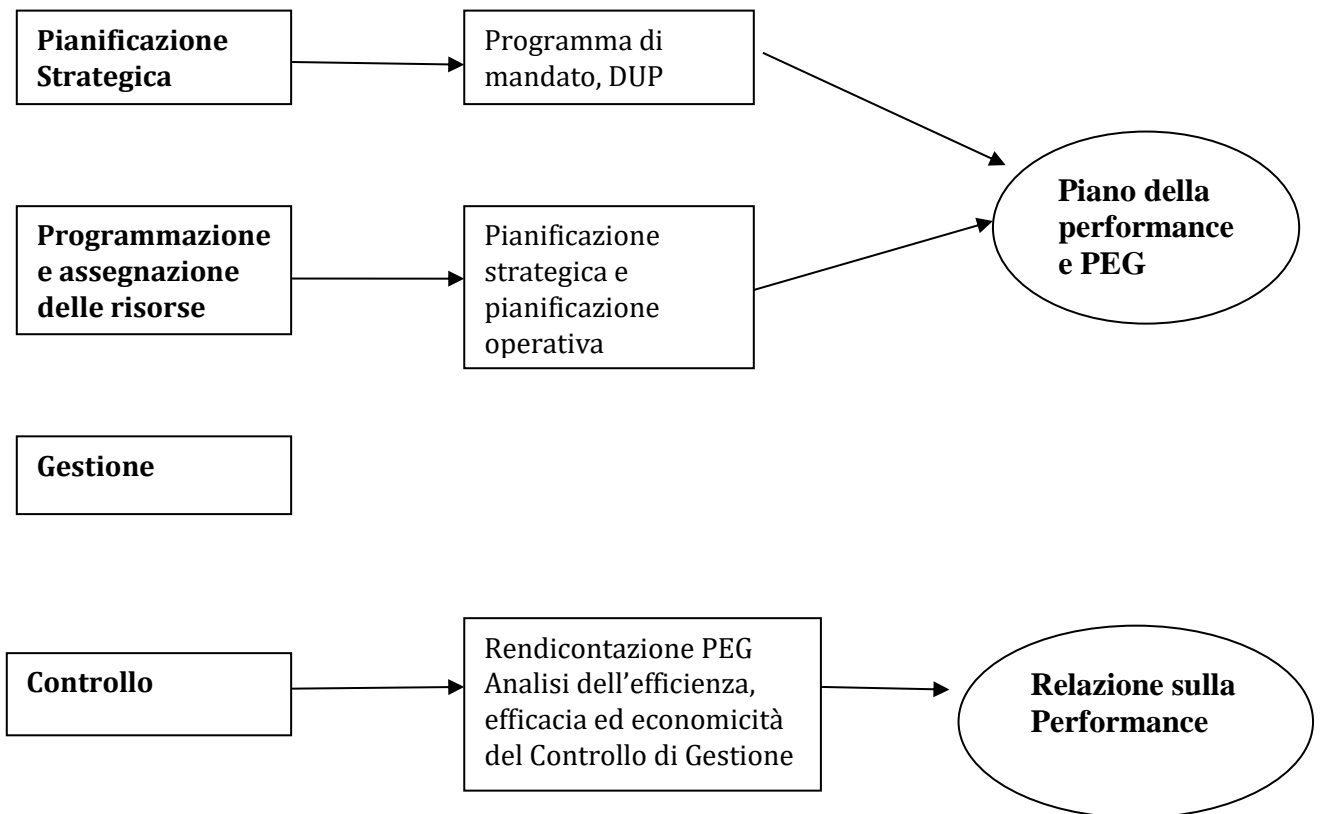 Pianificazione
Strategica
Programma di
mandato, DUP
Piano della
performance
e PEG
Programmazione
e assegnazione
delle risorse
Pianificazione
strategica e
pianificazione
operativa
Gestione
Controllo
Rendicontazione PEG
Analisi dell’efficienza,
efficacia ed economicità
del Controllo di Gestione
Relazione sulla
Performance